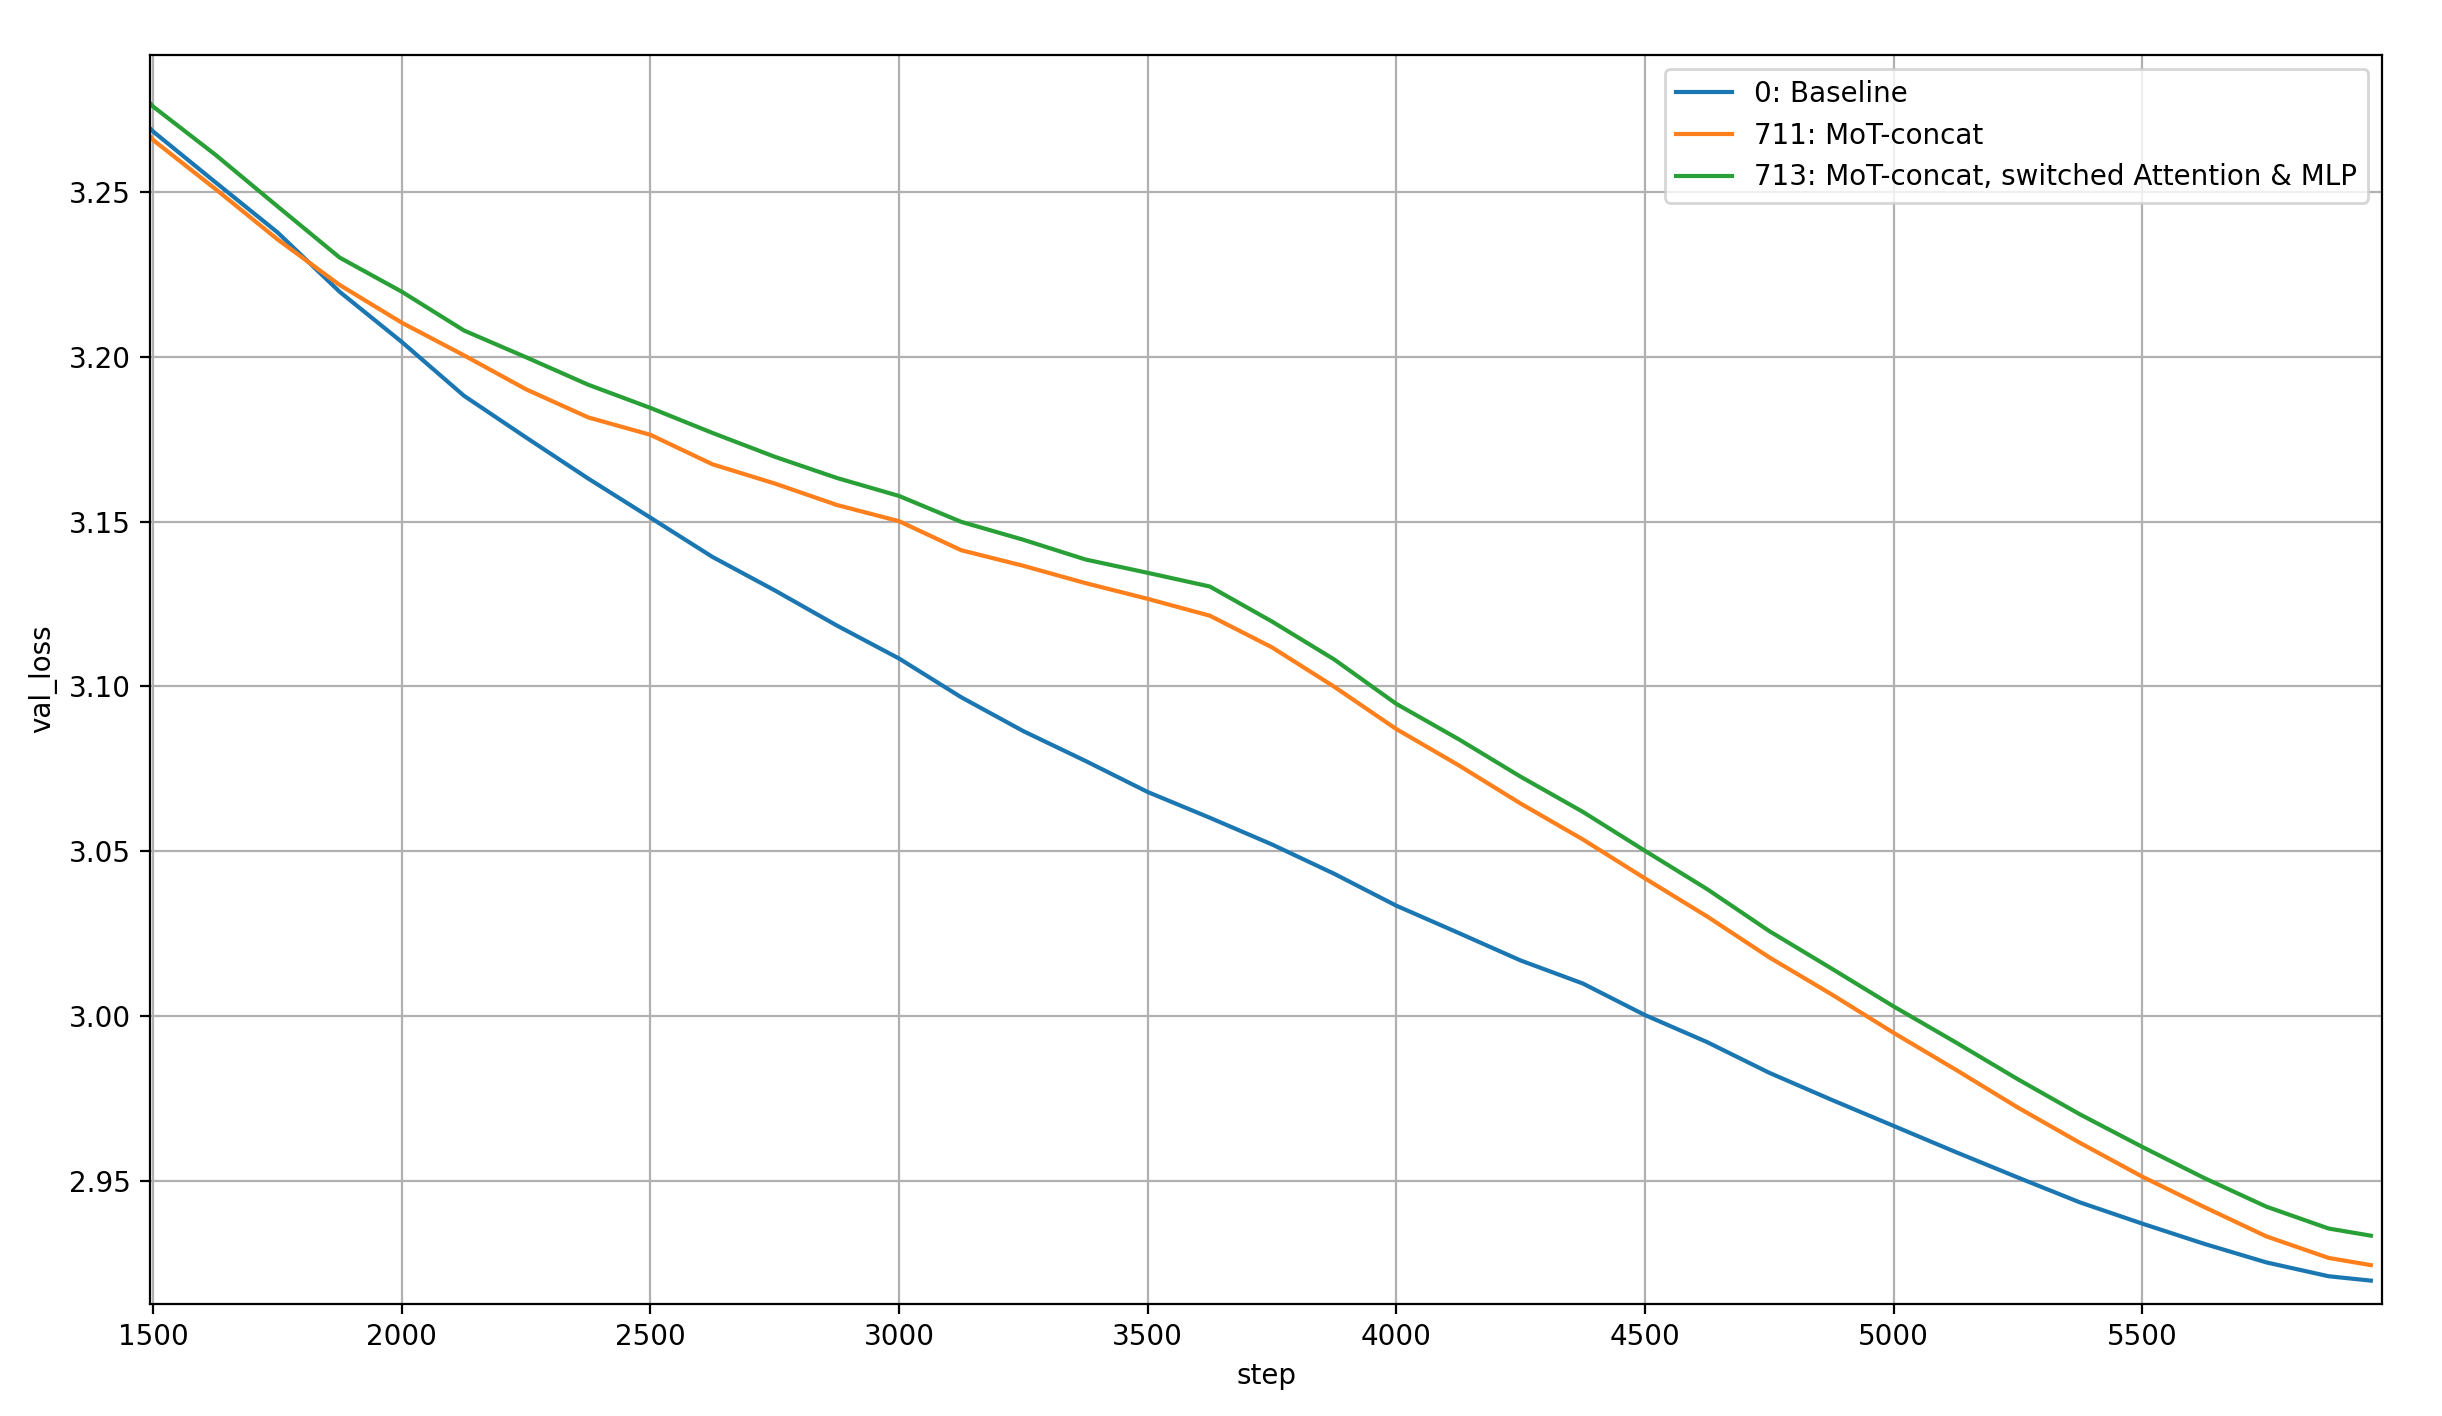 0: Baseline
711: MoT-concat
713: MoT-concat, switched Attention & MLP
val_loss
3.25
3.20
3.15
3.10
3.05
3.00
2.95
1500 2000 2500 3000 3500 4000 4500 5000 5500
step